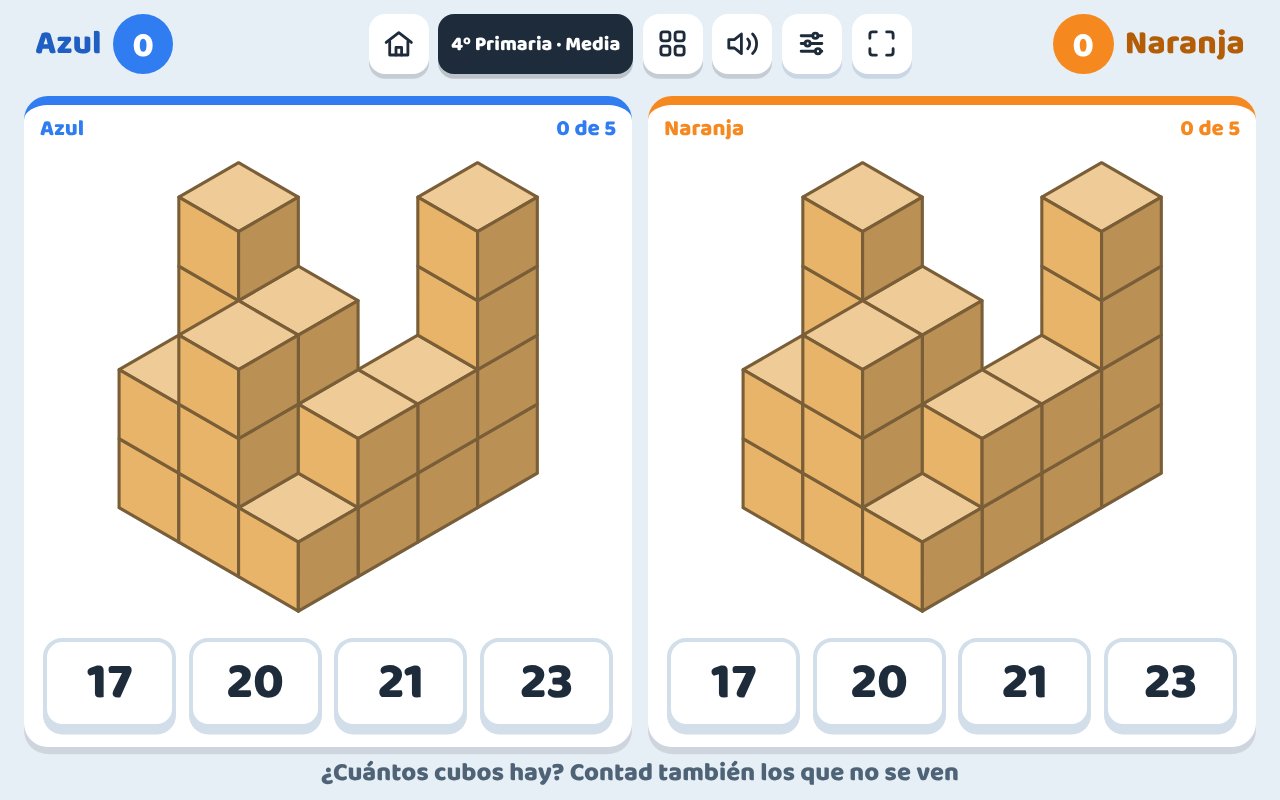 Azul 0
4º Primaria · Media
0 Naranja
Azul 0 de 5
Naranja 0 de 5
17 20 21 23
17 20 21 23
¿Cuántos cubos hay? Contad también los que no se ven